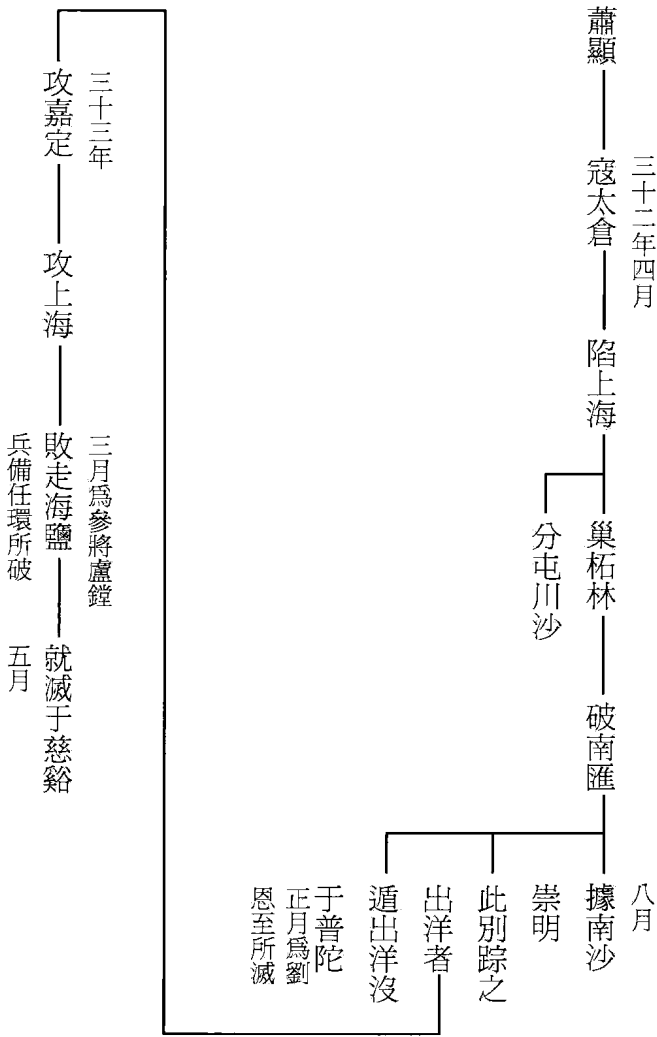 蕭顯
三十二年四月
寇太倉
陷上海
巢柘林
分屯川沙
破南匯
八月
據南沙
崇明
此別踪之
出洋者
遁出洋沒
于普陀
正月爲劉
恩至所滅
三十三年
攻嘉定
攻上海
三月爲參將盧鏜
敗走海鹽
兵備任環所破
就滅于慈谿
五月